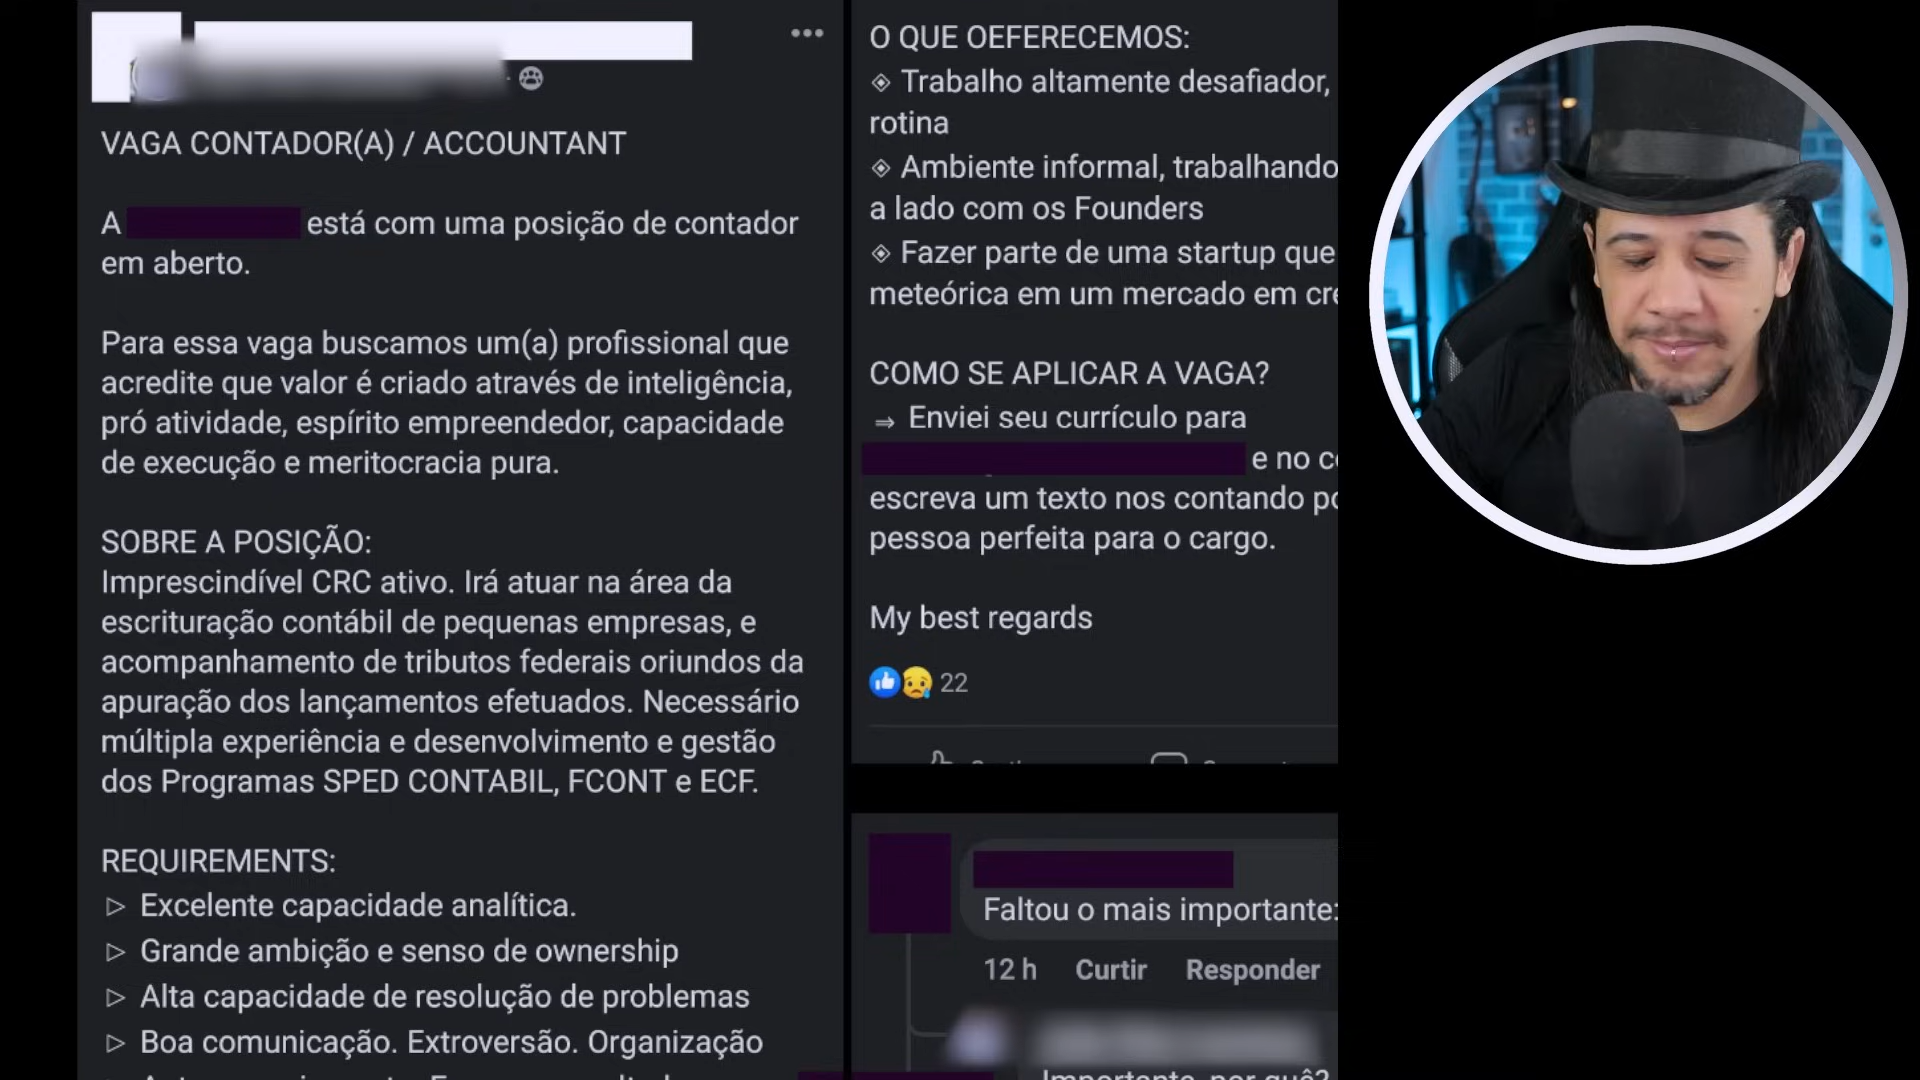 VAGA CONTADOR(A) / ACCOUNTANT
A está com uma posição de contador
em aberto.
Para essa vaga buscamos um(a) profissional que
acredite que valor é criado através de inteligência,
pró atividade, espírito empreendedor, capacidade
de execução e meritocracia pura.
SOBRE A POSIÇÃO:
Imprescindível CRC ativo. Irá atuar na área da
escrituração contábil de pequenas empresas, e
acompanhamento de tributos federais oriundos da
apuração dos lançamentos efetuados. Necessário
múltipla experiência e desenvolvimento e gestão
dos Programas SPED CONTABIL, FCONT e ECF.
REQUIREMENTS:
▷ Excelente capacidade analítica.
▷ Grande ambição e senso de ownership
▷ Alta capacidade de resolução de problemas
▷ Boa comunicação. Extroversão. Organização
O QUE OEFERECEMOS:
◈ Trabalho altamente desafiador,
rotina
◈ Ambiente informal, trabalhando
a lado com os Founders
◈ Fazer parte de uma startup que
meteórica em um mercado em
COMO SE APLICAR A VAGA?
⇒ Enviei seu currículo para
e no
escreva um texto nos contando
pessoa perfeita para o cargo.
My best regards
22
Faltou o mais importante:
12 h Curtir Responder
Importante, por quê?